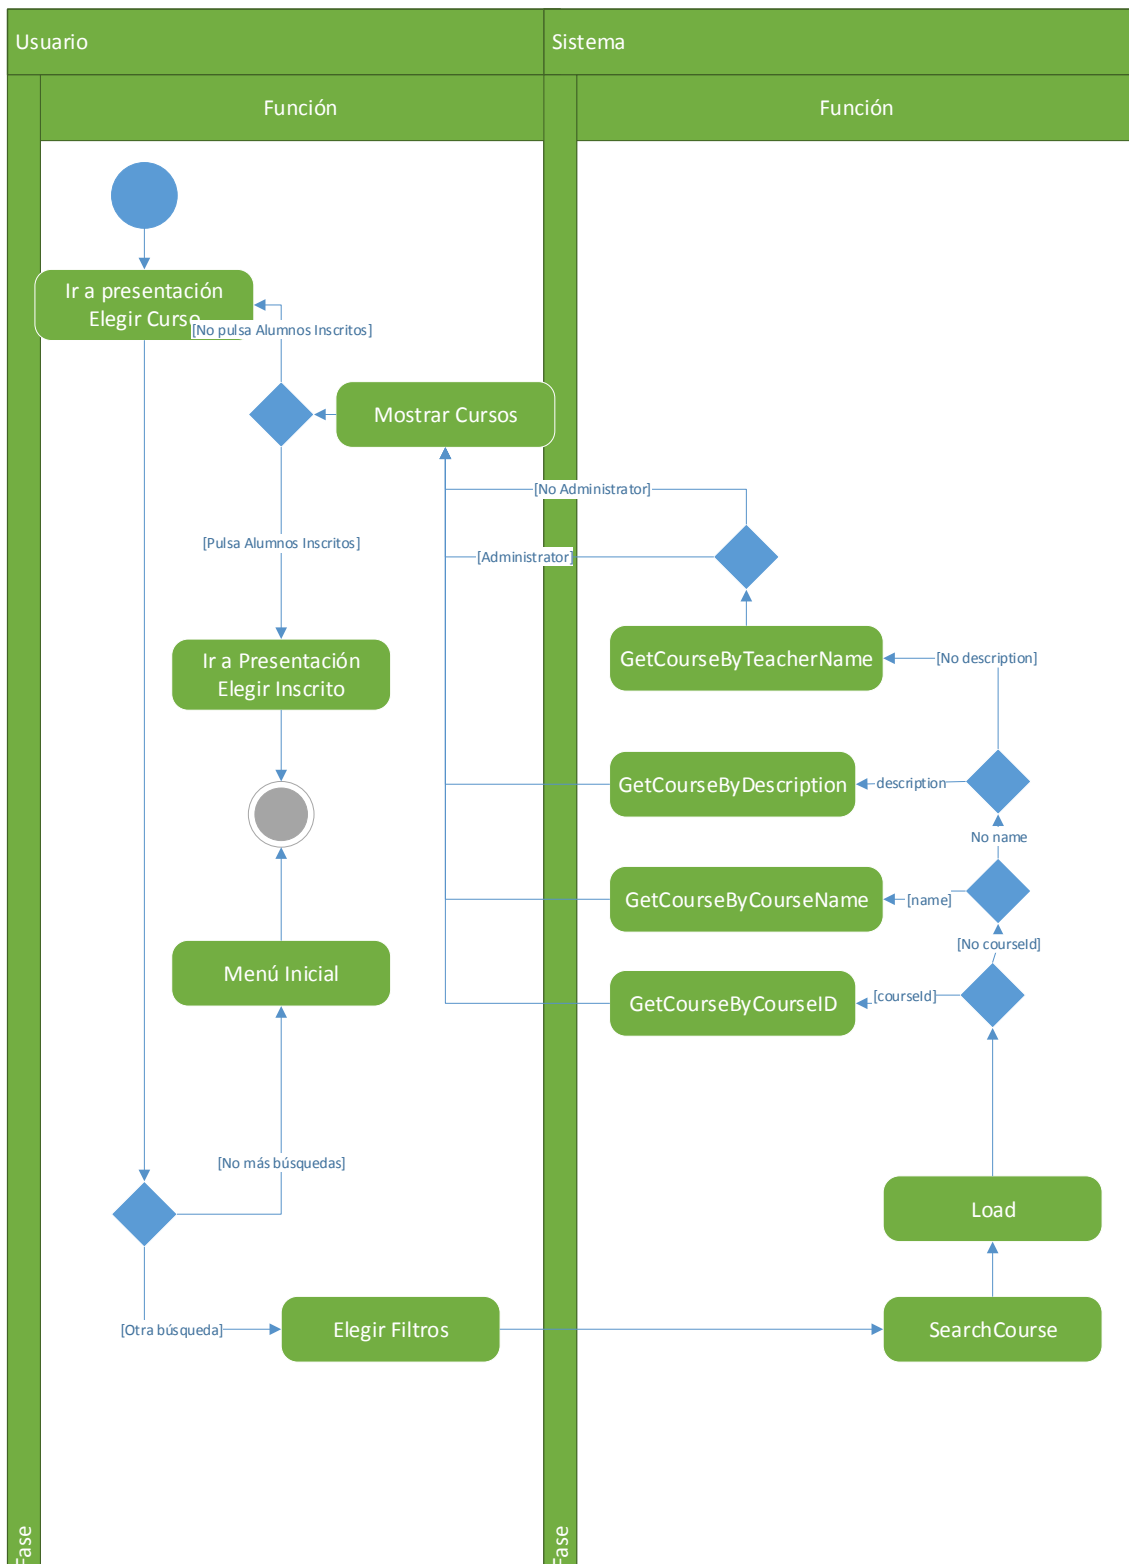 Usuario
Sistema
Función
Función
Ir a presentación
Elegir Curso
[No pulsa Alumnos Inscritos]
Mostrar Cursos
[No Administrator]
[Pulsa Alumnos Inscritos]
[Administrator]
Ir a Presentación
Elegir Inscrito
GetCourseByTeacherName
[No description]
GetCourseByDescription
description
No name
GetCourseByCourseName
[name]
[No courseId]
Menú Inicial
GetCourseByCourseID
[courseId]
[No más búsquedas]
Load
[Otra búsqueda]
Elegir Filtros
SearchCourse
Fase
Fase